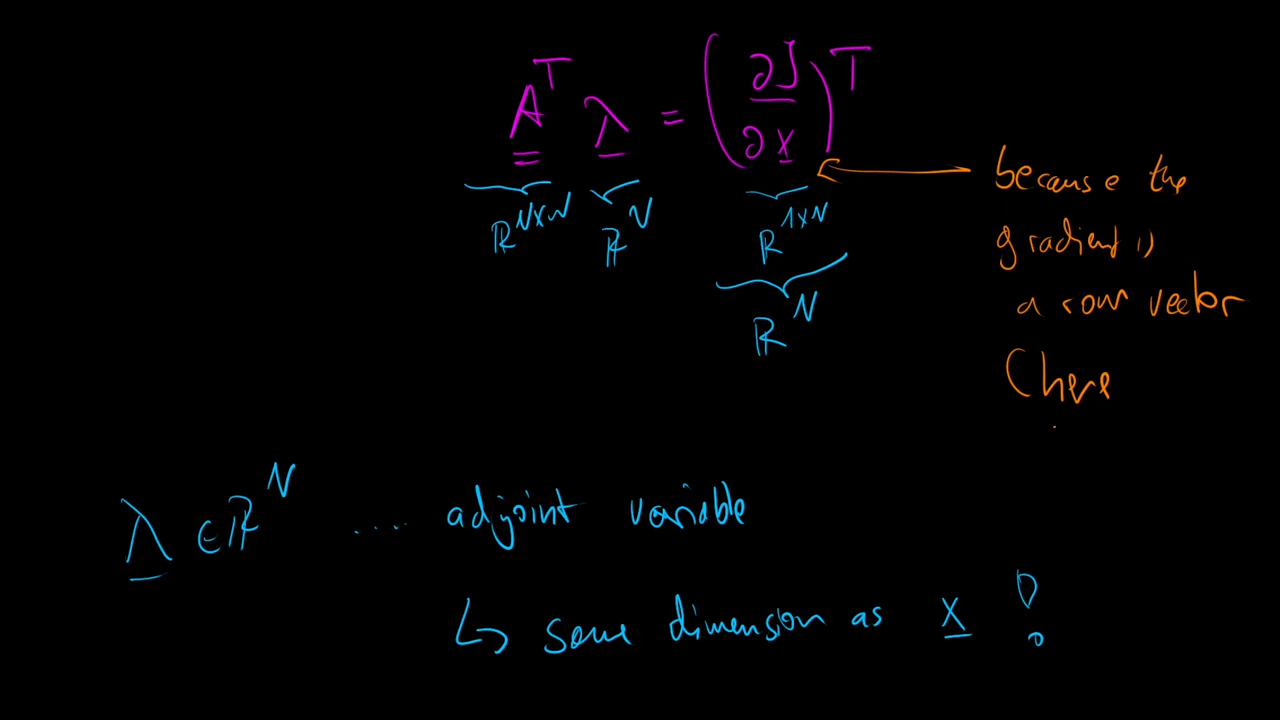 A^T λ = (∂J/∂x)^T
ℝ^{N×N} ℝ^N ℝ^{1×N}
ℝ^N
because the
gradient is
a row vector
(here
λ ∈ ℝ^N .... adjoint variable
↳ same dimension as x !